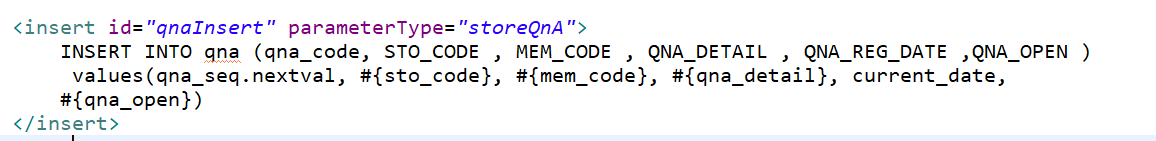 <insert id="qnaInsert" parameterType="storeQnA">
INSERT INTO qna (qna_code, STO_CODE , MEM_CODE , QNA_DETAIL , QNA_REG_DATE ,QNA_OPEN )
values(qna_seq.nextval, #{sto_code}, #{mem_code}, #{qna_detail}, current_date,
#{qna_open})
</insert>